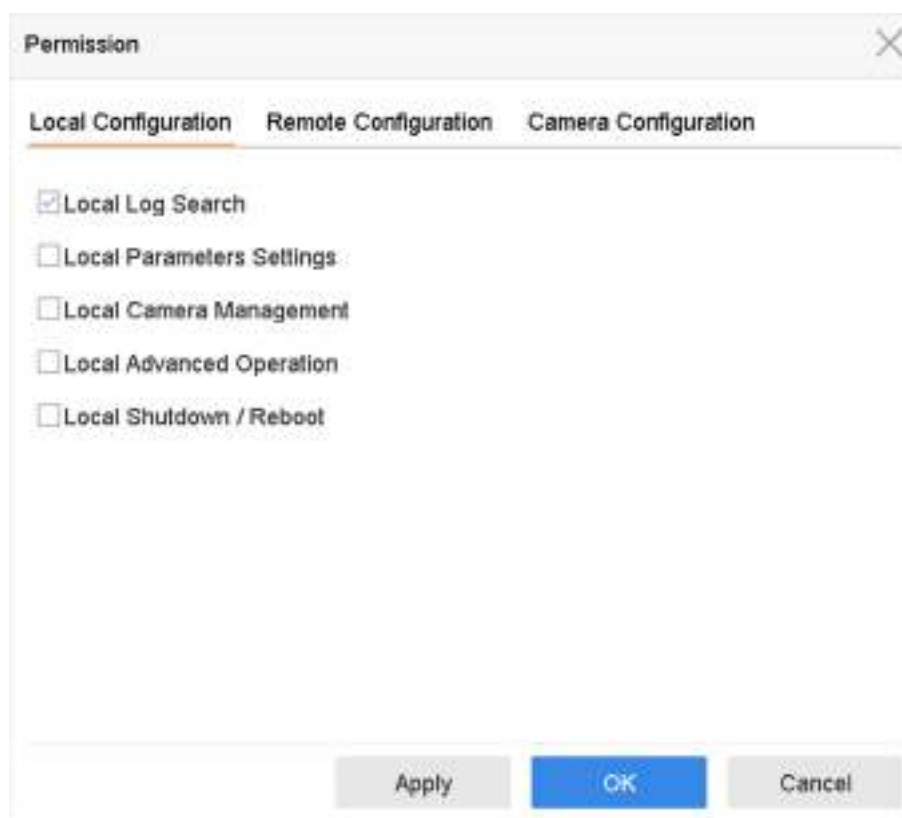 Permission
Local Configuration Remote Configuration Camera Configuration
Local Log Search
Local Parameters Settings
Local Camera Management
Local Advanced Operation
Local Shutdown / Reboot
Apply OK Cancel